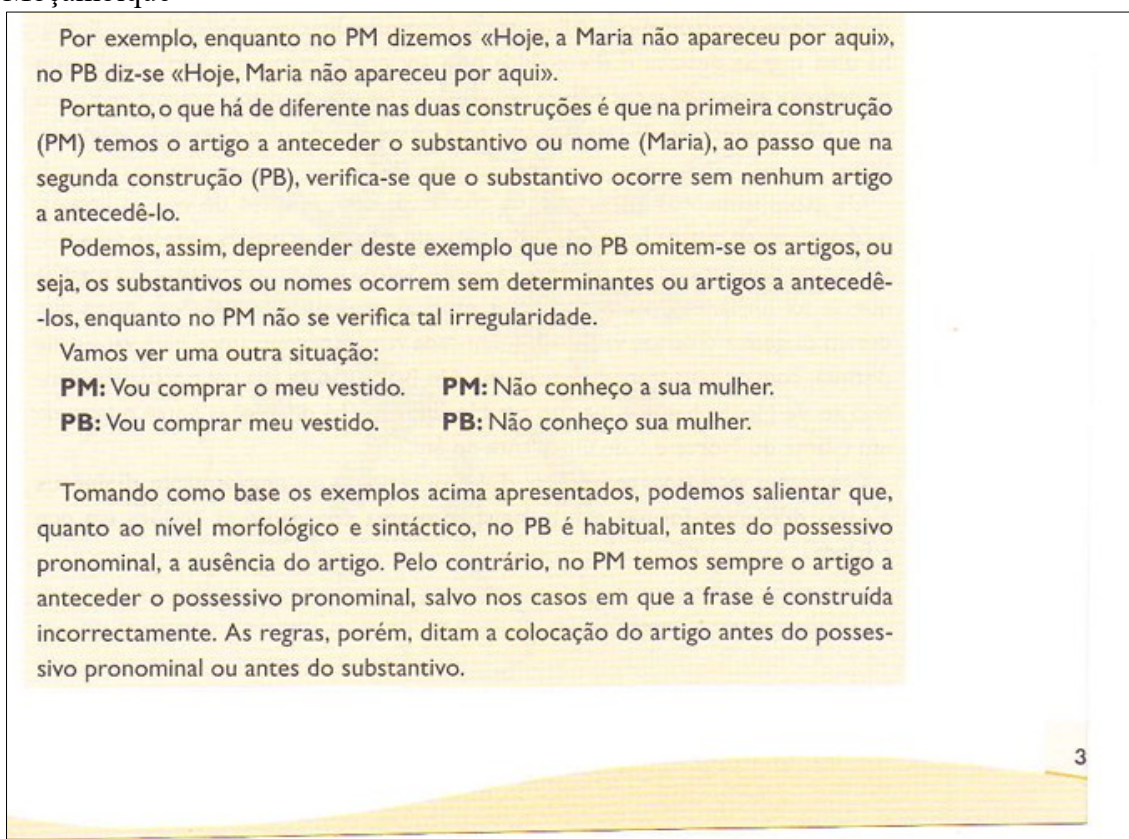 Por exemplo, enquanto no PM dizemos «Hoje, a Maria não apareceu por aqui»,
no PB diz-se «Hoje, Maria não apareceu por aqui».
Portanto, o que há de diferente nas duas construções é que na primeira construção
(PM) temos o artigo a anteceder o substantivo ou nome (Maria), ao passo que na
segunda construção (PB), verifica-se que o substantivo ocorre sem nenhum artigo
a antecedê-lo.
Podemos, assim, depreender deste exemplo que no PB omitem-se os artigos, ou
seja, os substantivos ou nomes ocorrem sem determinantes ou artigos a antecedê-
-los, enquanto no PM não se verifica tal irregularidade.
Vamos ver uma outra situação:
PM: Vou comprar o meu vestido. PM: Não conheço a sua mulher.
PB: Vou comprar meu vestido. PB: Não conheço sua mulher.
Tomando como base os exemplos acima apresentados, podemos salientar que,
quanto ao nível morfológico e sintáctico, no PB é habitual, antes do possessivo
pronominal, a ausência do artigo. Pelo contrário, no PM temos sempre o artigo a
anteceder o possessivo pronominal, salvo nos casos em que a frase é construída
incorrectamente. As regras, porém, ditam a colocação do artigo antes do posses-
sivo pronominal ou antes do substantivo.
3